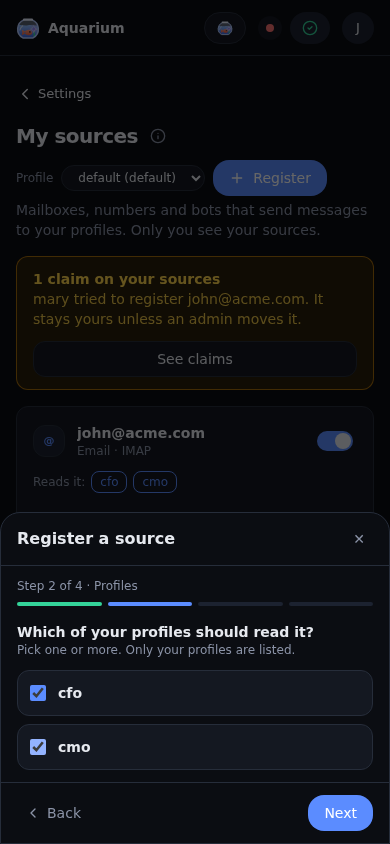 Aquarium
J
Settings
My sources
Profile default (default) + Register
Mailboxes, numbers and bots that send messages
to your profiles. Only you see your sources.
1 claim on your sources
mary tried to register john@acme.com. It
stays yours unless an admin moves it.
See claims
@ john@acme.com
Email · IMAP
Reads it: cfo cmo
Register a source
Step 2 of 4 · Profiles
Which of your profiles should read it?
Pick one or more. Only your profiles are listed.
cfo
cmo
Back
Next